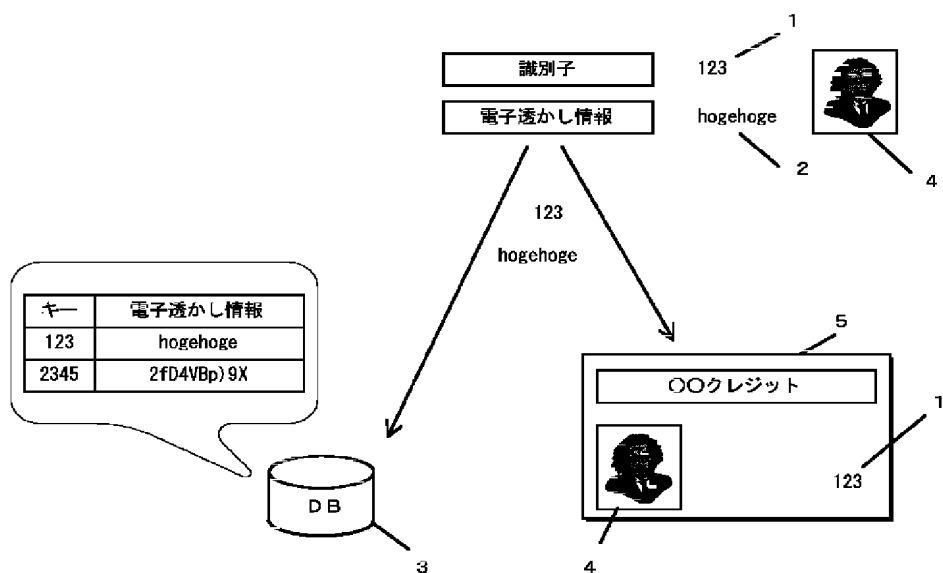 1
識別子 123
電子透かし情報 hogehoge
2
4
123
hogehoge
キー 電子透かし情報
123 hogehoge
2345 2fD4VBp)9X
5
〇〇クレジット
1
123
DB
3
4